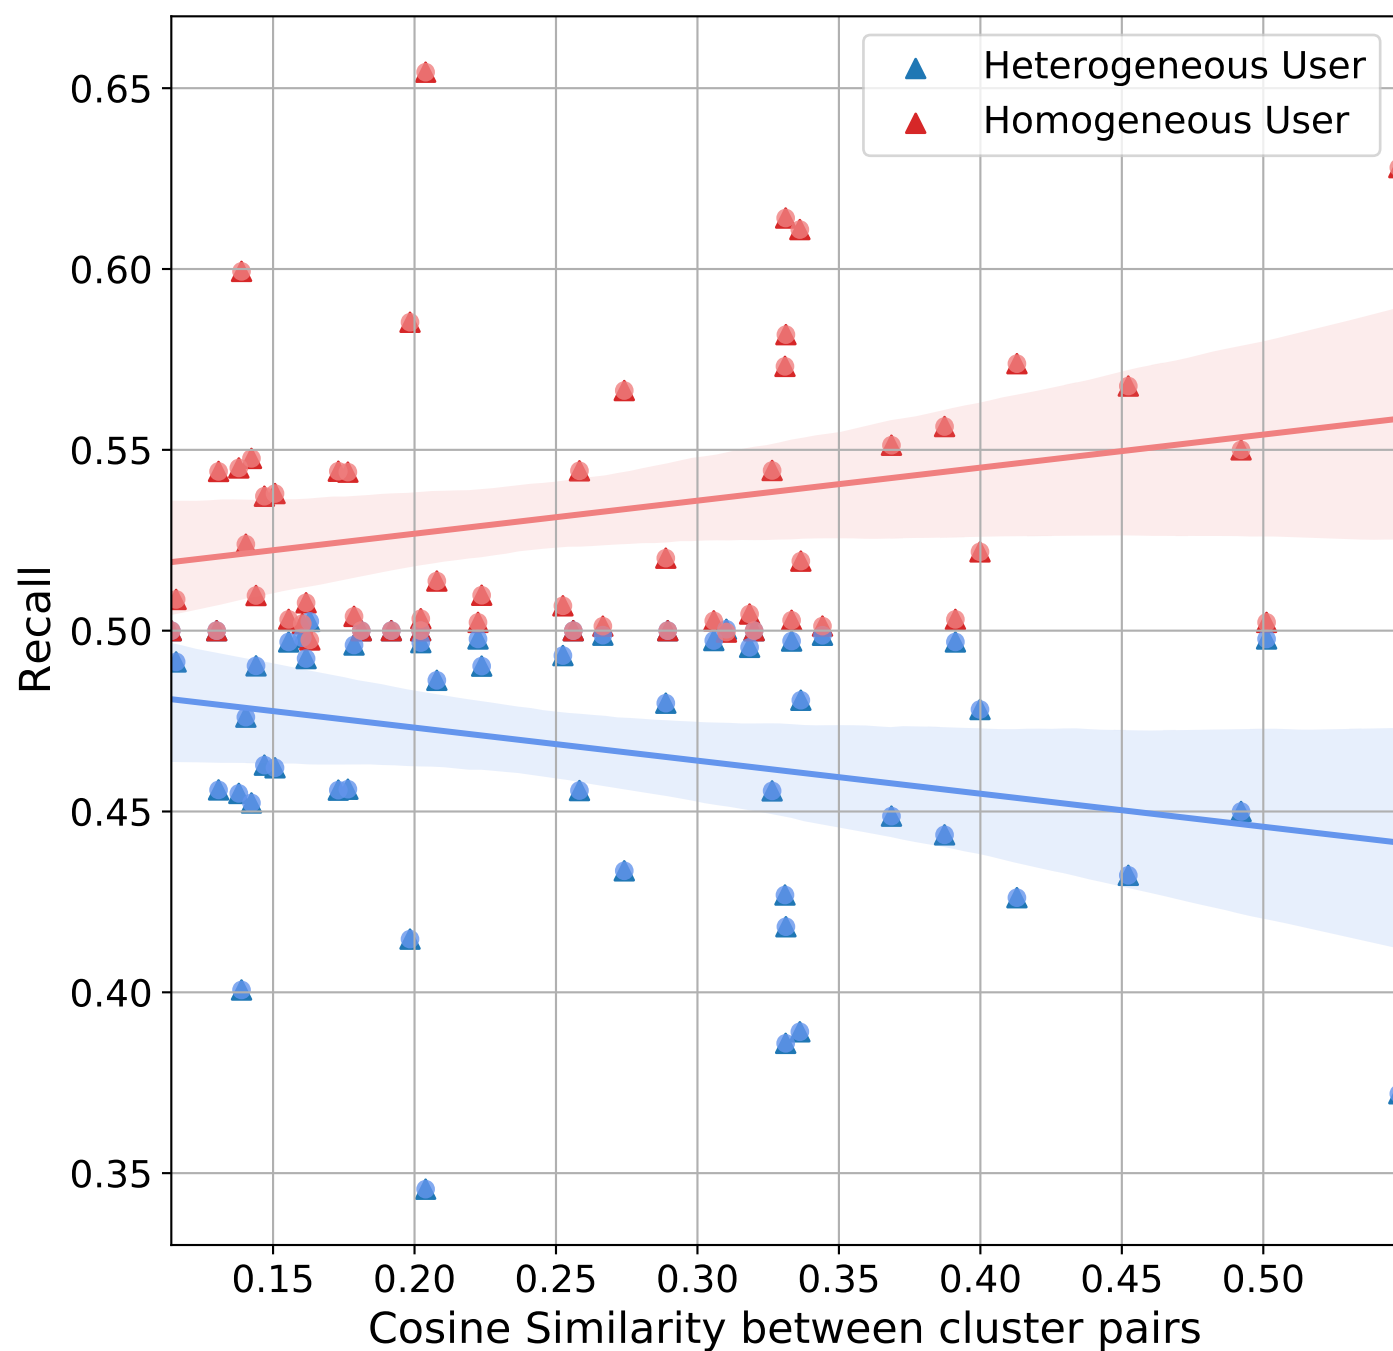 Heterogeneous User
Homogeneous User
Recall
0.65
0.60
0.55
0.50
0.45
0.40
0.35
0.15 0.20 0.25 0.30 0.35 0.40 0.45 0.50
Cosine Similarity between cluster pairs